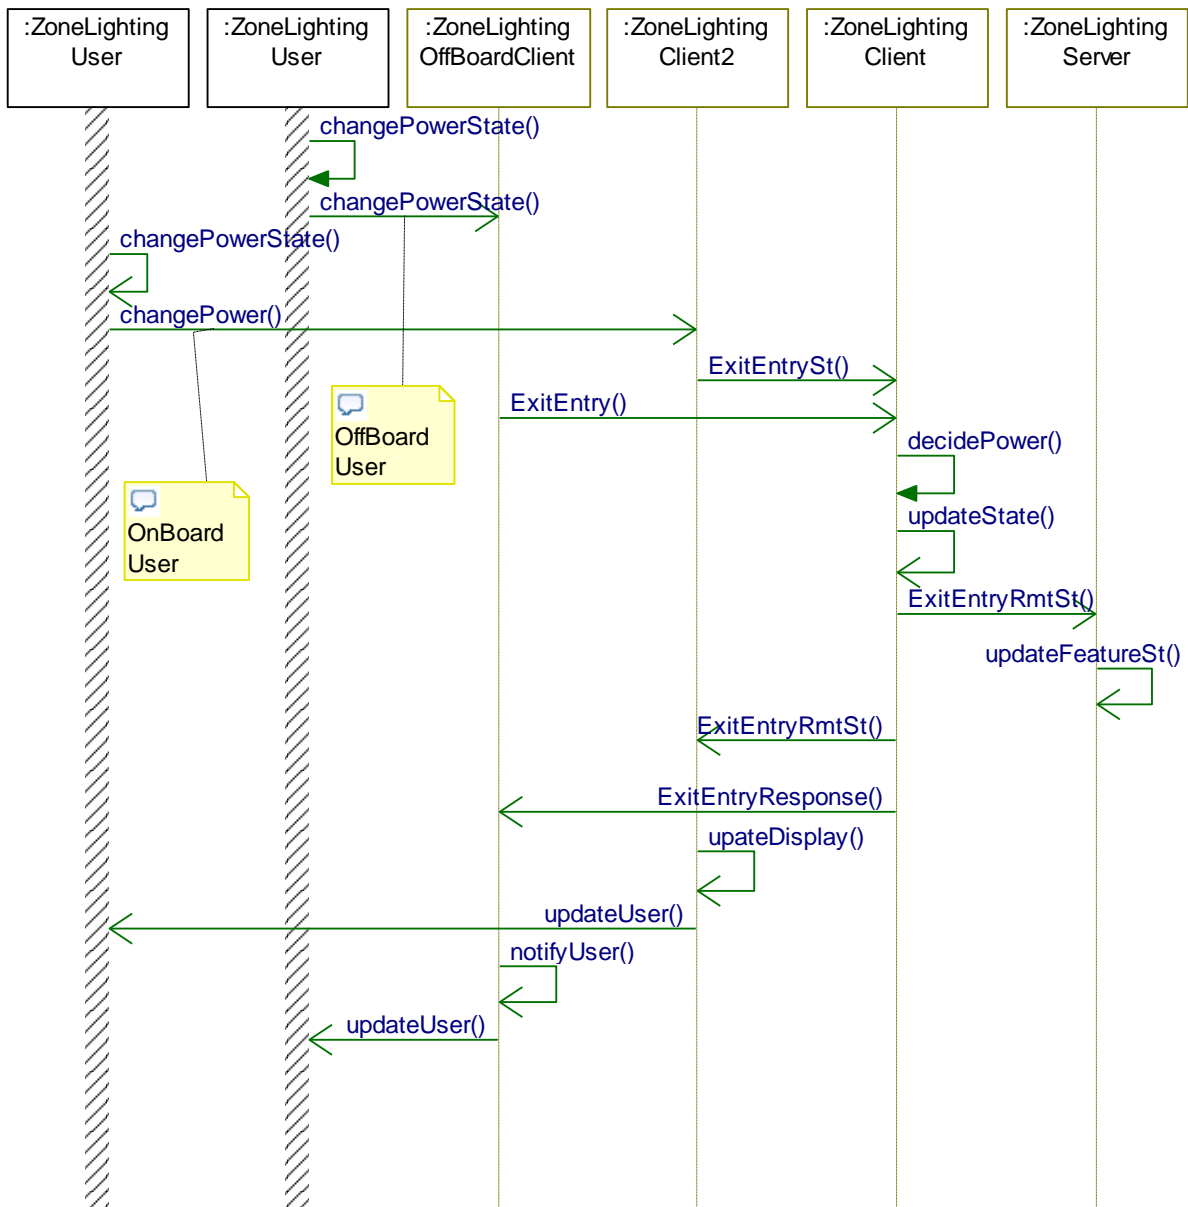 :ZoneLighting
User
:ZoneLighting
User
:ZoneLighting
OffBoardClient
:ZoneLighting
Client2
:ZoneLighting
Client
:ZoneLighting
Server
changePowerState()
changePowerState()
changePowerState()
changePower()
ExitEntrySt()
ExitEntry()
OffBoard
User
decidePower()
OnBoard
User
updateState()
ExitEntryRmtSt()
updateFeatureSt()
ExitEntryRmtSt()
ExitEntryResponse()
upateDisplay()
updateUser()
notifyUser()
updateUser()